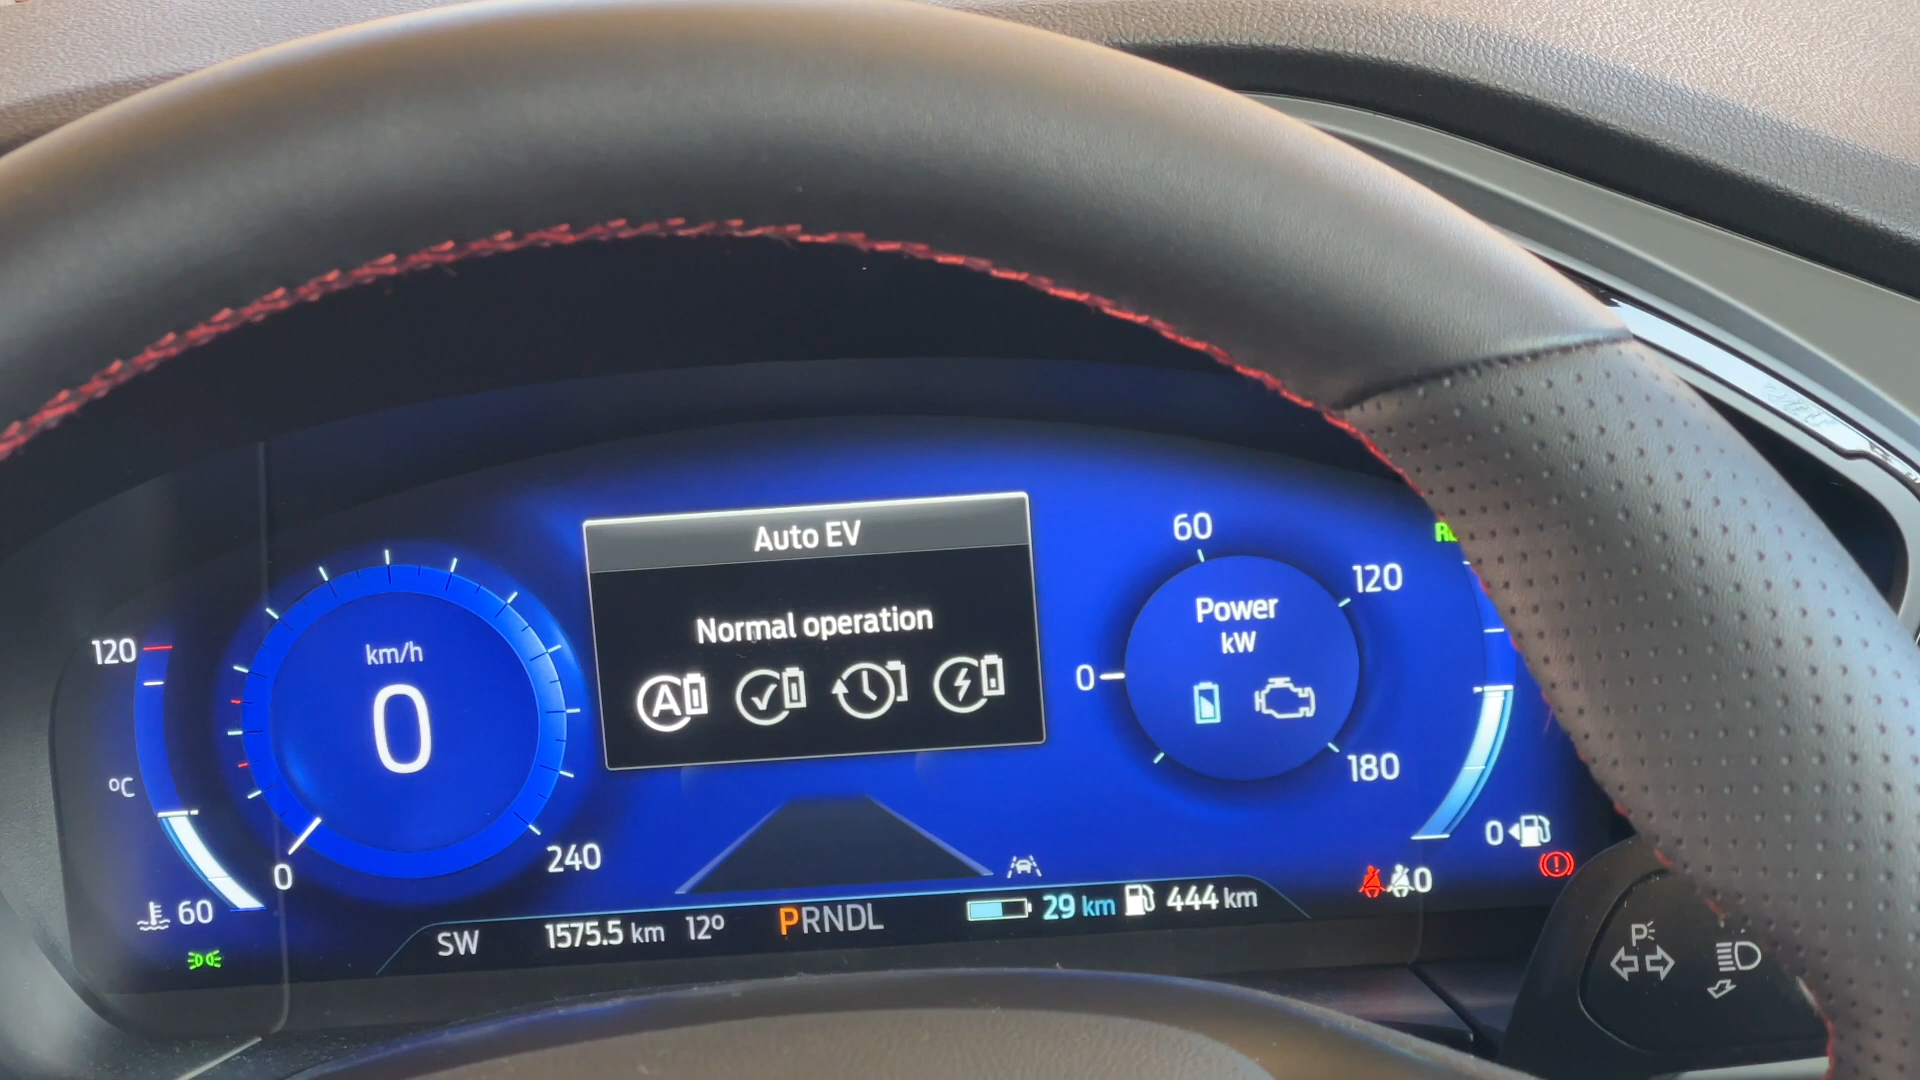 Auto EV
Normal operation
A
km/h
0
120
°C
60
0
240
60
120
Power
kW
0
180
0
0
SW
1575.5 km
12°
PRNDL
29 km
444 km
P